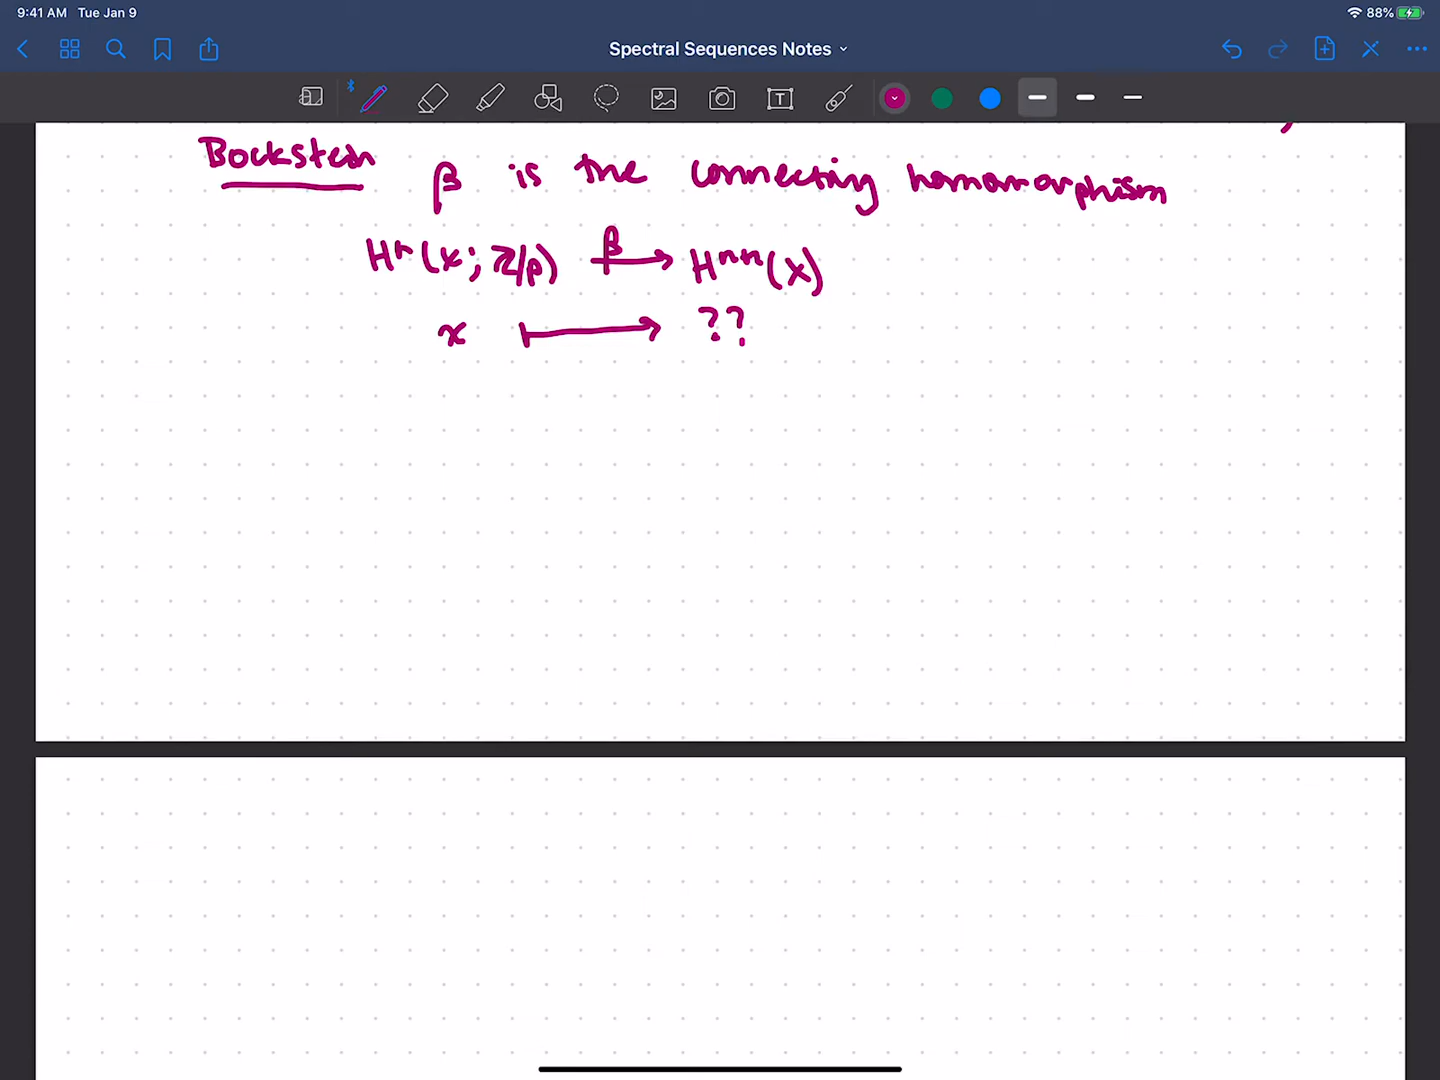 9:41 AM Tue Jan 9 88%
Spectral Sequences Notes
T
Bockstein β is the connecting homomorphism
Hⁿ(X; ℤ/p) β→ Hⁿ⁺¹(X)
x ⟼ ??